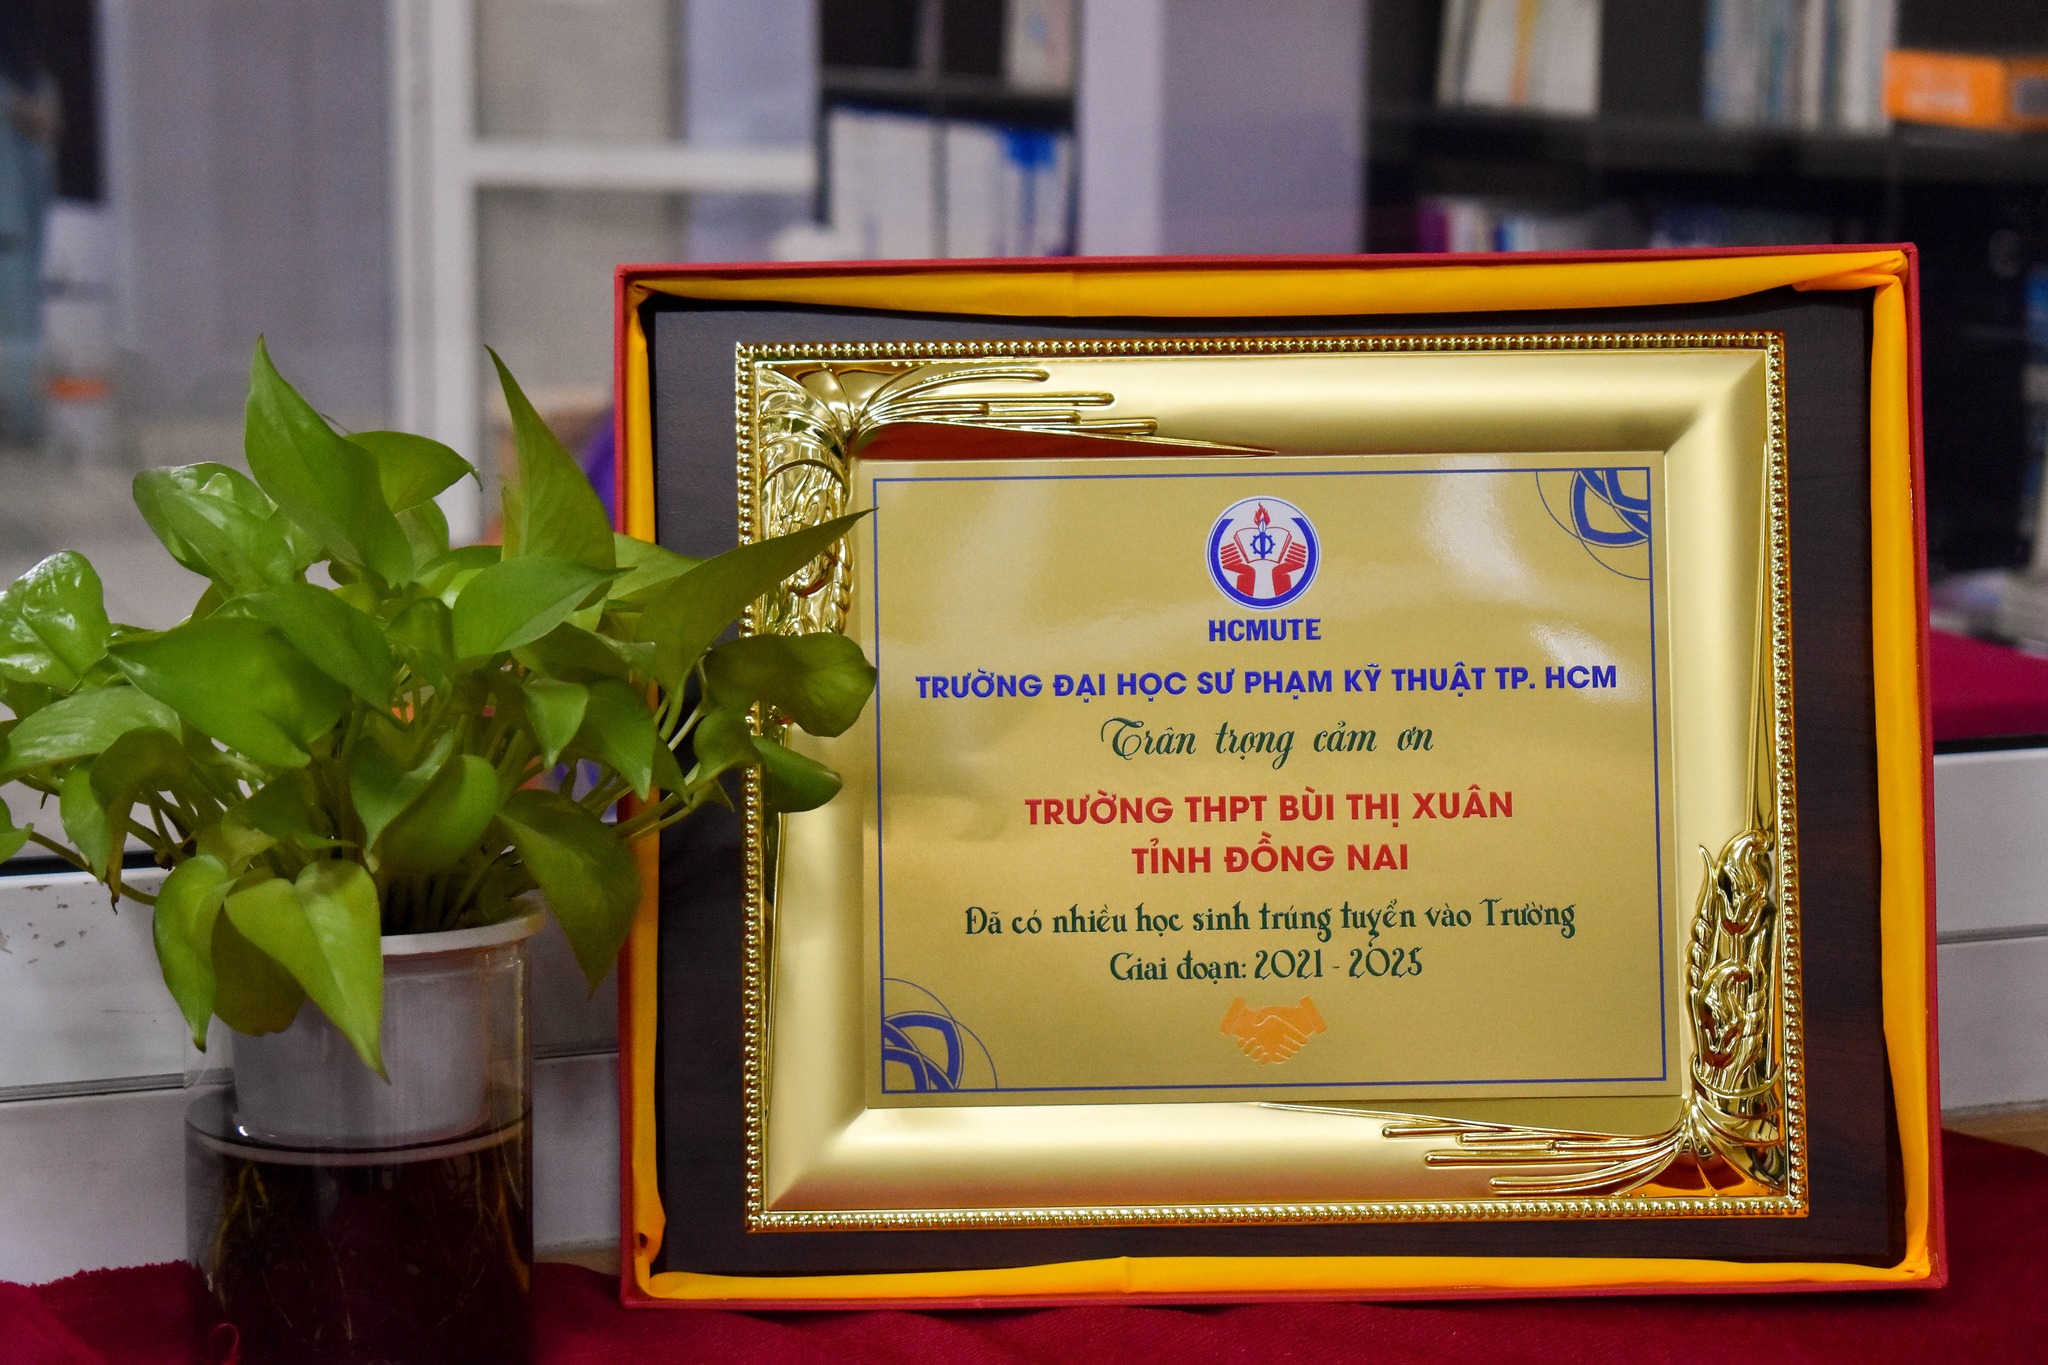 HCMUTE
TRƯỜNG ĐẠI HỌC SƯ PHẠM KỸ THUẬT TP. HCM
Trân trọng cảm ơn
TRƯỜNG THPT BÙI THỊ XUÂN
TỈNH ĐỒNG NAI
Đã có nhiều học sinh trúng tuyển vào Trường
Giai đoạn: 2021 - 2025